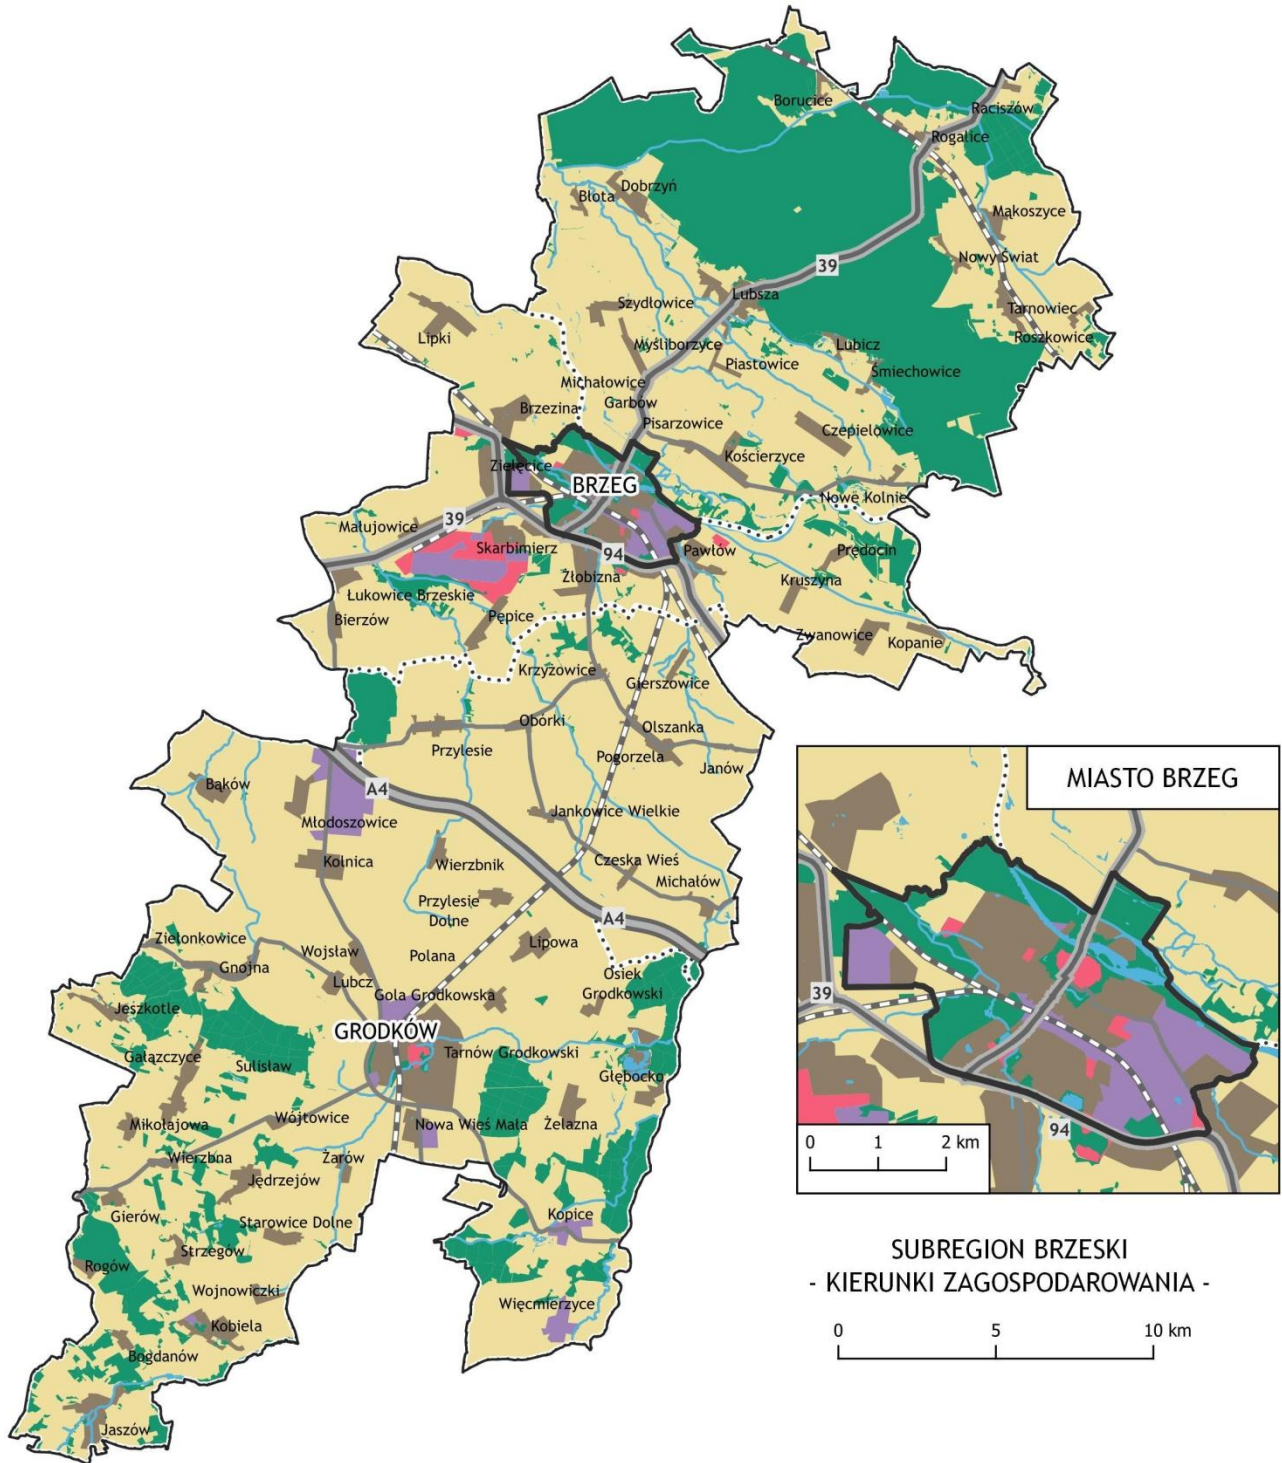 Borucice
Raciszów
Rogalice
Dobrzyń
Błota
Mąkoszyce
Nowy Świat
39
Lubsza
Szydłowice
Tarnowiec
Lipki
Roszkowice
Myśliborzyce
Lubicz
Piastowice
Śmiechowice
Michałowice
Garbów
Brzezina
Pisarzowice
Czepielowice
Kościerzyce
Zielęcice
BRZEG
Nowe Kolnie
39
Małujowice
Skarbimierz
94
Pawłów
Prędocin
Żłobizna
Kruszyna
Łukowice Brzeskie
Bierzów
Pępice
Zwanowice
Kopanie
Krzyżowice
Gierszowice
Obórki
Olszanka
Przylesie
Pogorzela
Janów
Bąków
A4
Jankowice Wielkie
Młodoszowice
Kolnica
Wierzbnik
Czeska Wieś
Michałów
Przylesie
Dolne
A4
Zielonkowice
Lipowa
Wojsław
Polana
Gnojna
Osiek
Grodkowski
Lubcz
Gola Grodkowska
Jeszkotle
GRODKÓW
Gałązczyce
Sulisław
Tarnów Grodkowski
Głębocko
Mikołajowa
Wójtowice
Nowa Wieś Mała
Żelazna
Wierzbna
Żarów
Jędrzejów
Gierów
Starowice Dolne
Kopice
Strzegów
Rogów
Wojnowiczki
Więcmierzyce
Kobiela
Bogdanów
Jaszów
MIASTO BRZEG
39
94
0 1 2 km
SUBREGION BRZESKI
- KIERUNKI ZAGOSPODAROWANIA -
0 5 10 km